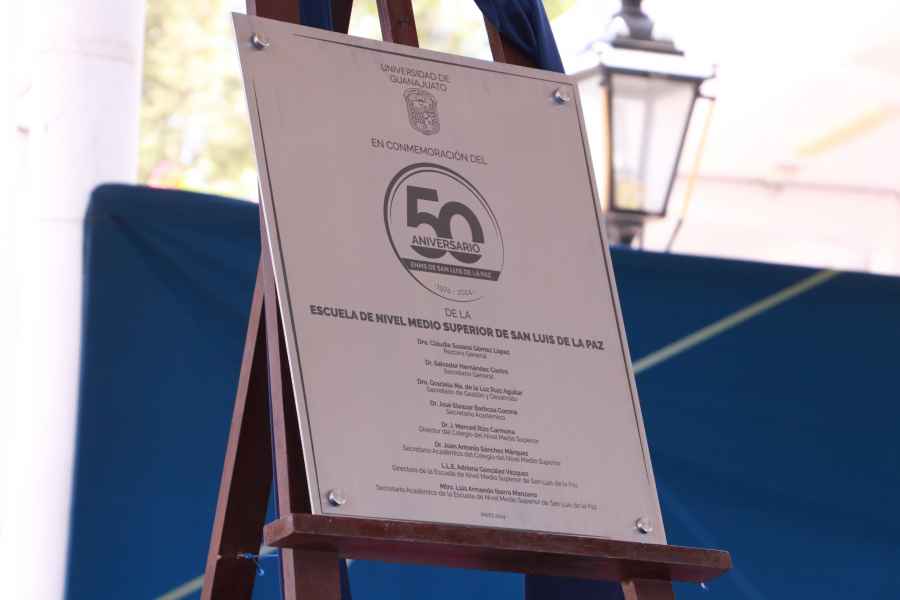 UNIVERSIDAD DE
GUANAJUATO
EN CONMEMORACIÓN DEL
50
ANIVERSARIO
ENMS DE SAN LUIS DE LA PAZ
1974 - 2024
DE LA
ESCUELA DE NIVEL MEDIO SUPERIOR DE SAN LUIS DE LA PAZ
Dra. Claudia Susana Gómez López
Rectora General
Dr. Salvador Hernández Castro
Secretario General
Dra. Graciela Ma. de la Luz Ruiz Aguilar
Secretario de Gestión y Desarrollo
Dr. José Eleazar Barboza Corona
Secretario Académico
Dr. J. Merced Rizo Carmona
Director del Colegio del Nivel Medio Superior
Dr. Juan Antonio Sánchez Márquez
Secretario Académico del Colegio del Nivel Medio Superior
L.L.E. Adriana González Vázquez
Directora de la Escuela de Nivel Medio Superior de San Luis de la Paz
Mtro. Luis Armando Ibarra Manzano
Secretario Académico de la Escuela de Nivel Medio Superior de San Luis de la Paz